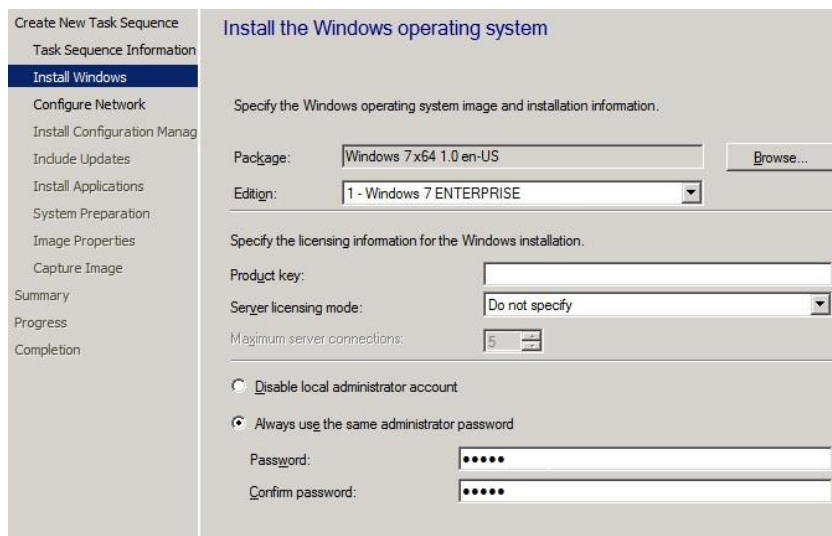 Create New Task Sequence
Task Sequence Information
Install Windows
Configure Network
Install Configuration Manag
Include Updates
Install Applications
System Preparation
Image Properties
Capture Image
Summary
Progress
Completion
Install the Windows operating system
Specify the Windows operating system image and installation information.
Package: Windows 7 x64 1.0 en-US Browse...
Edition: 1 - Windows 7 ENTERPRISE
Specify the licensing information for the Windows installation.
Product key:
Server licensing mode: Do not specify
Maximum server connections: 5
Disable local administrator account
Always use the same administrator password
Password: •••••
Confirm password: •••••